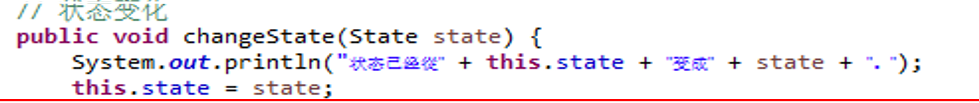 // 状态变化
public void changeState(State state) {
System.out.println("状态已经從" + this.state + "变成" + state + ". ");
this.state = state;